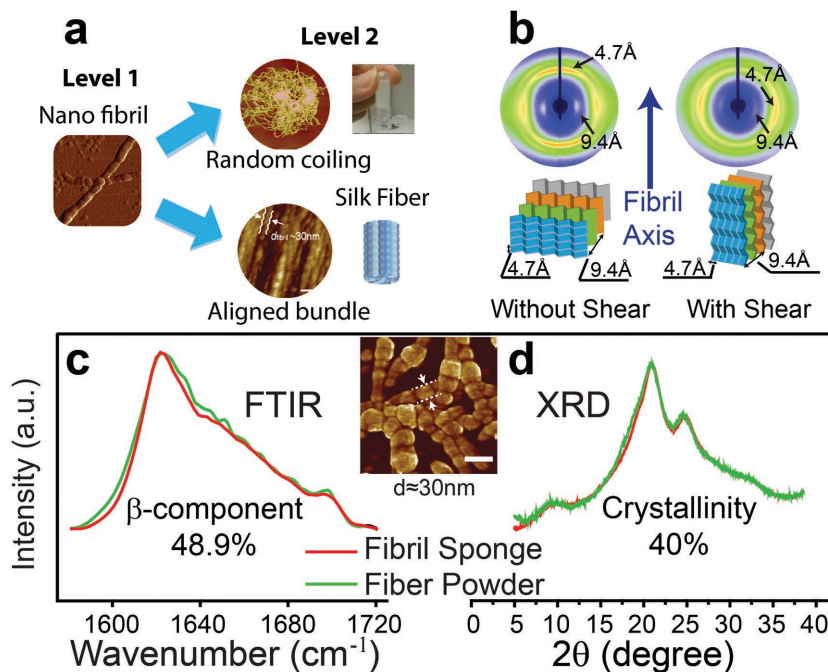 a
Level 2
Level 1
Nano fibril
Random coiling
Silk Fiber
dfibril~30nm
Aligned bundle
b
4.7Å
4.7Å
9.4Å
9.4Å
Fibril
Axis
4.7Å
9.4Å
4.7Å
9.4Å
Without Shear
With Shear
c
FTIR
β-component
48.9%
d≈30nm
d
XRD
Crystallinity
40%
Fibril Sponge
Fiber Powder
Intensity (a.u.)
1600 1640 1680 1720
Wavenumber (cm-1)
0 5 10 15 20 25 30 35 40
2θ (degree)